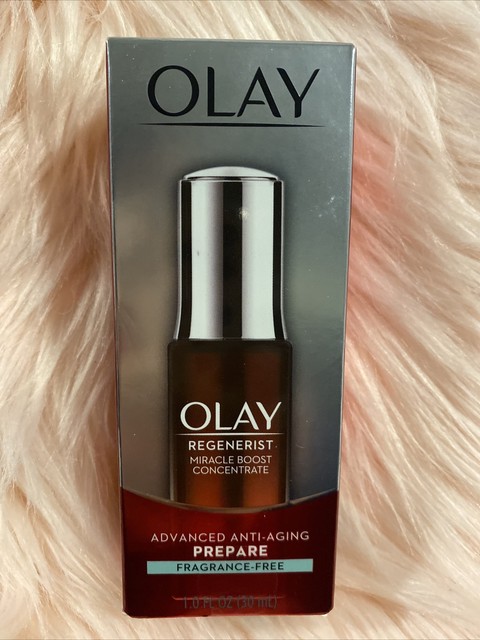 OLAY
OLAY
REGENERIST
MIRACLE BOOST
CONCENTRATE
ADVANCED ANTI-AGING
PREPARE
FRAGRANCE-FREE
1.0 FL OZ (30 mL)